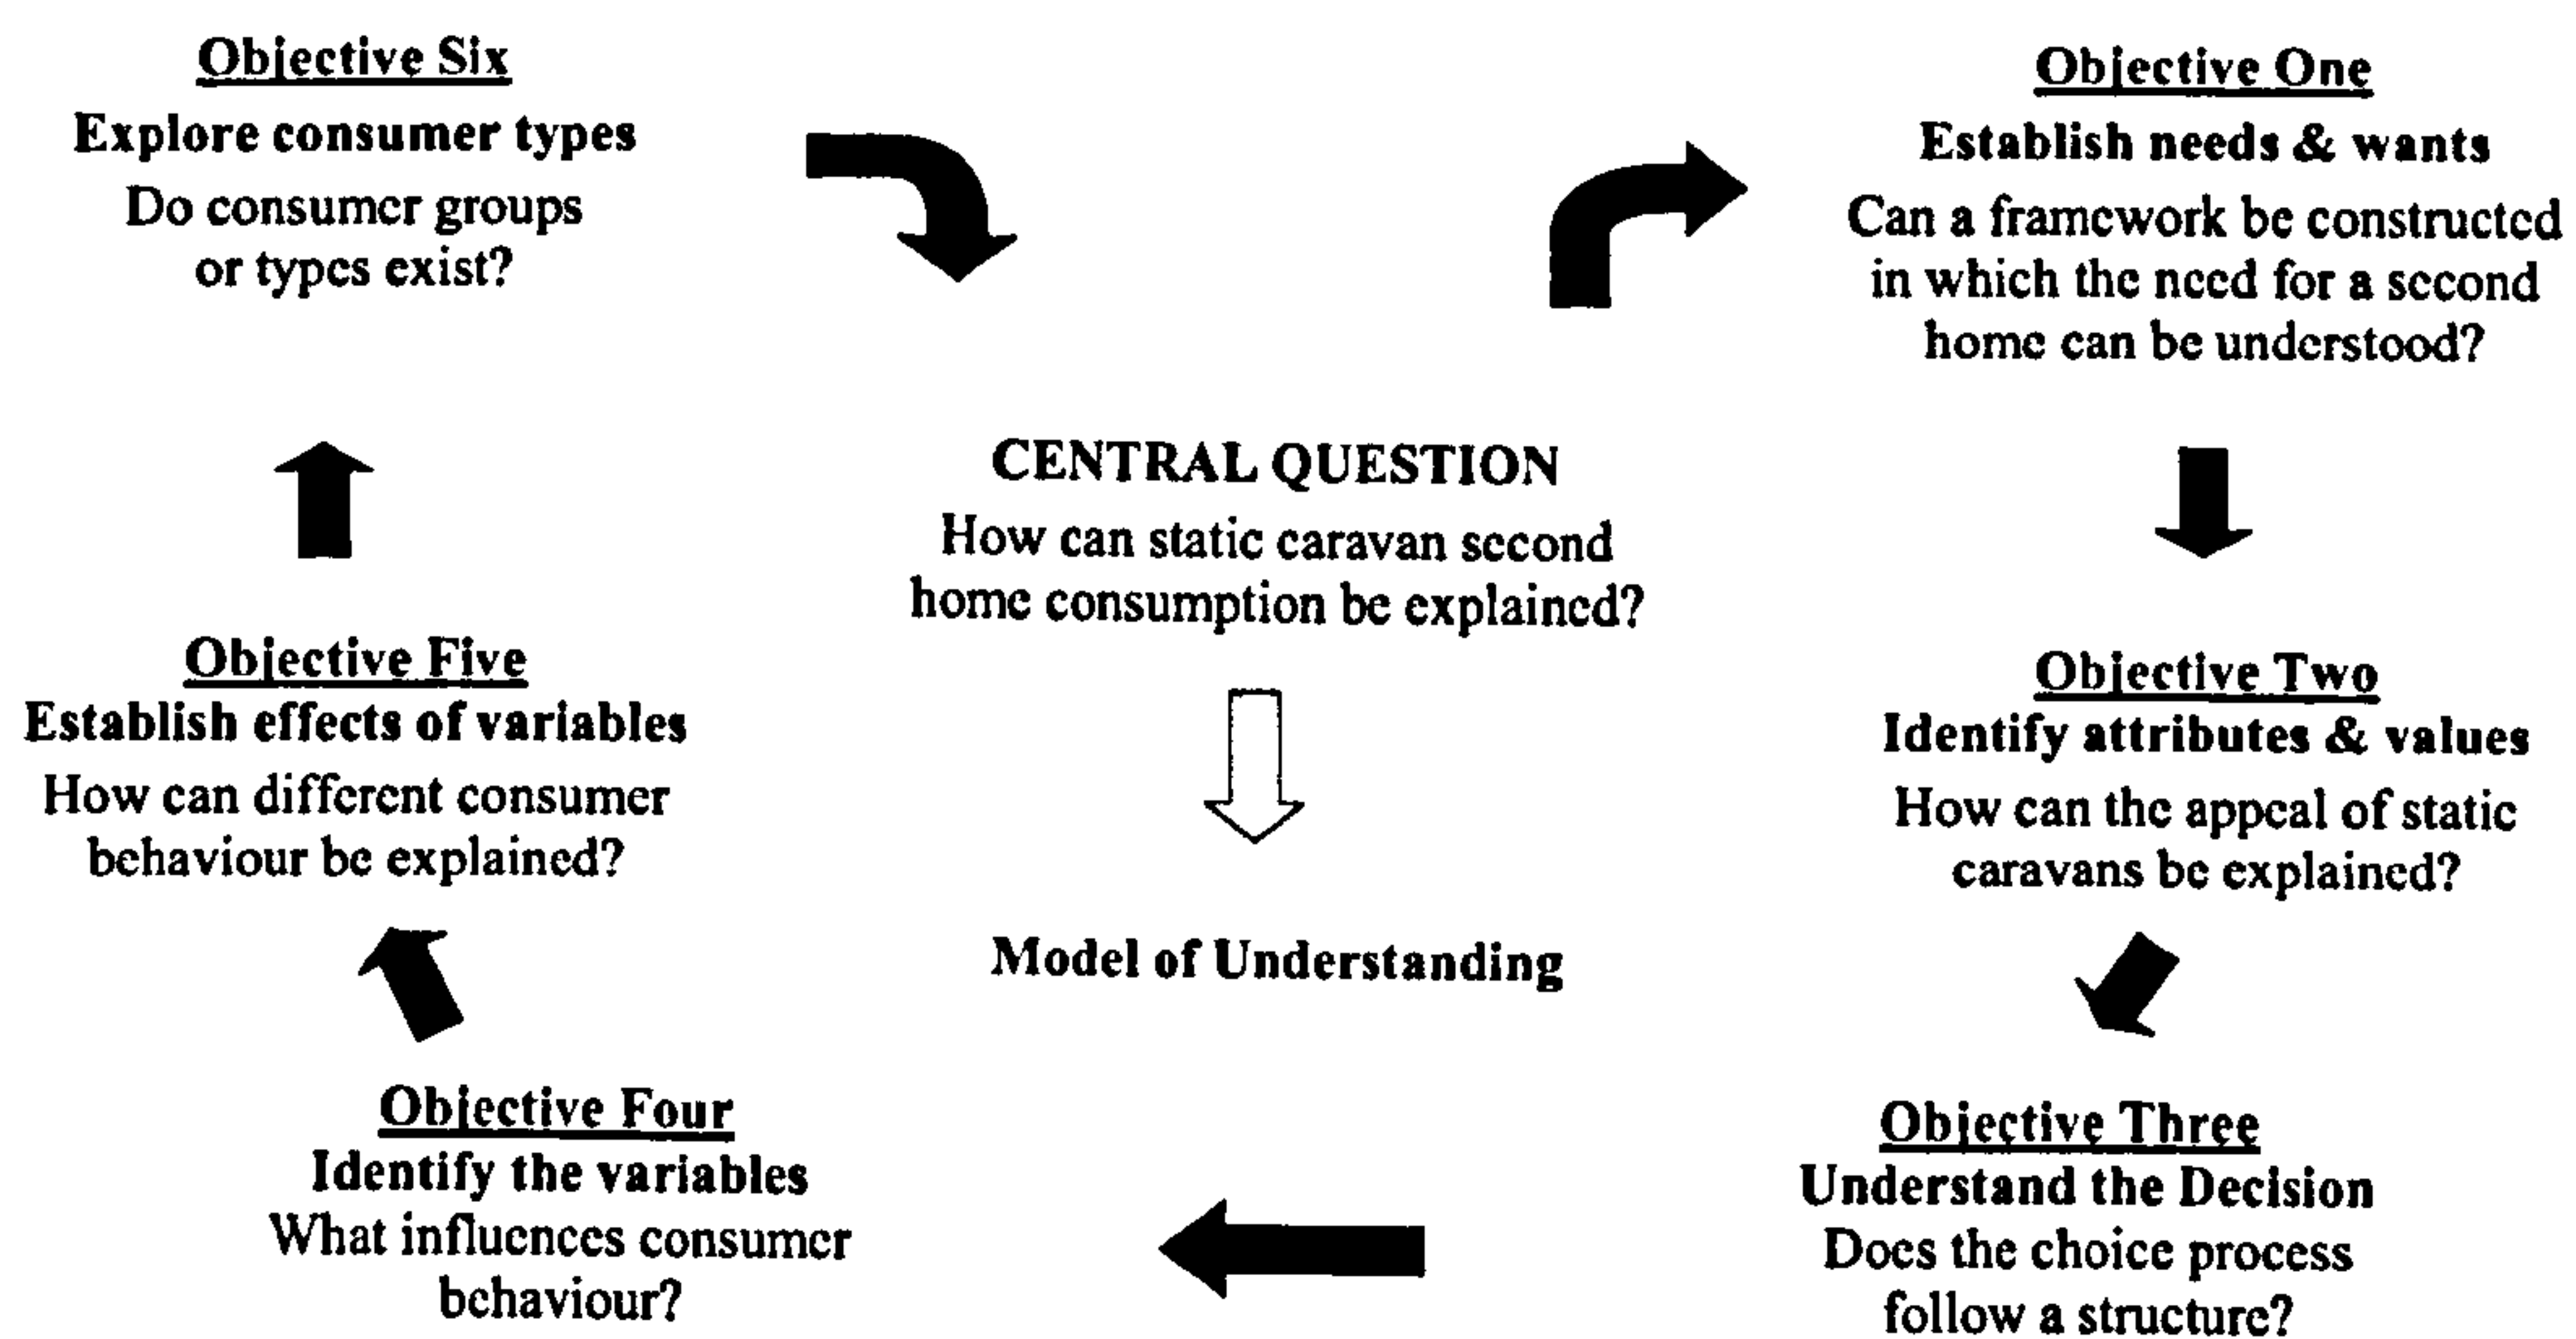 Objective Six
Explore consumer types
Do consumer groups
or types exist?
Objective One
Establish needs & wants
Can a framework be constructed
in which the need for a second
home can be understood?
CENTRAL QUESTION
How can static caravan second
home consumption be explained?
Model of Understanding
Objective Two
Identify attributes & values
How can the appeal of static
caravans be explained?
Objective Three
Understand the Decision
Does the choice process
follow a structure?
Objective Four
Identify the variables
What influences consumer
behaviour?
Objective Five
Establish effects of variables
How can different consumer
behaviour be explained?